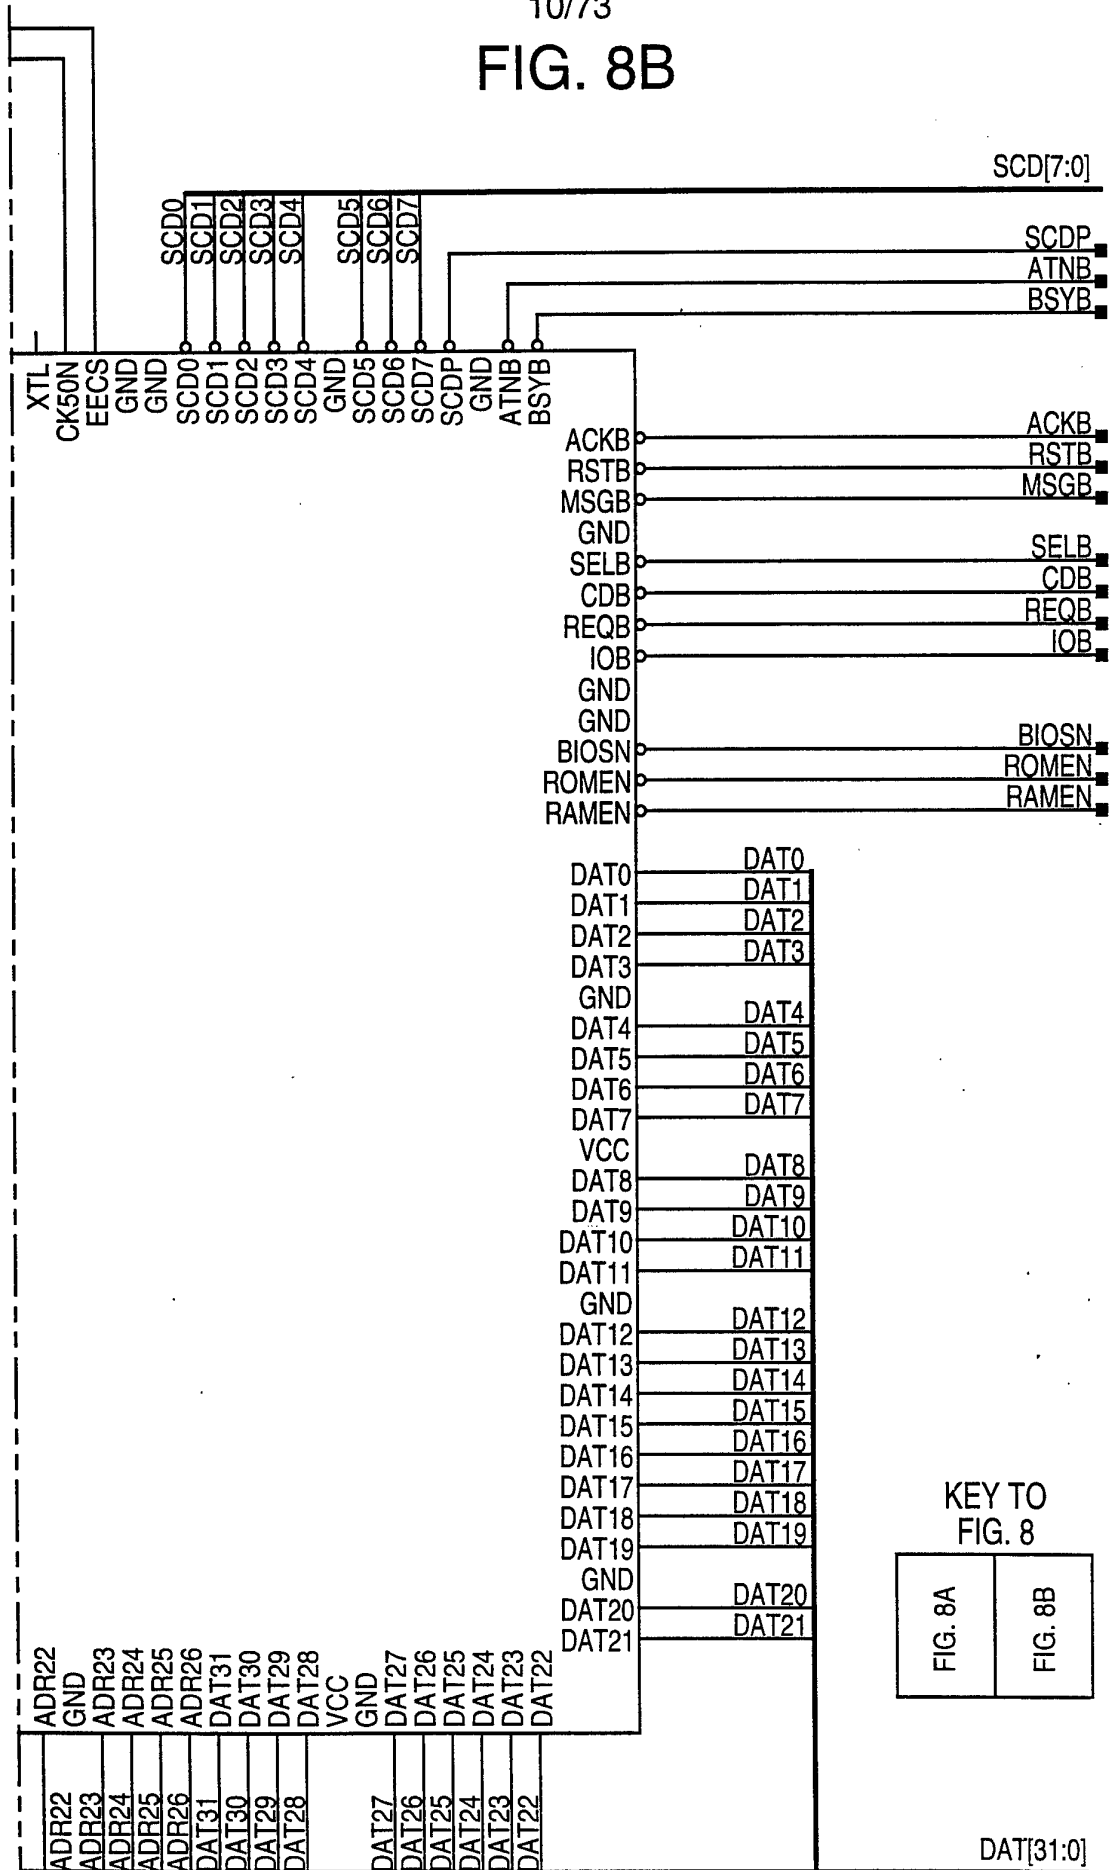 10/73
FIG. 8B
SCD[7:0]
SCD0
SCD1
SCD2
SCD3
SCD4
SCD5
SCD6
SCD7
SCDP
ATNB
BSYB
XTL
CK50N
EECS
GND
GND
SCD0
SCD1
SCD2
SCD3
SCD4
GND
SCD5
SCD6
SCD7
SCDP
GND
ATNB
BSYB
ACKB ACKB
RSTB RSTB
MSGB MSGB
GND
SELB SELB
CDB CDB
REQB REQB
IOB IOB
GND
GND
BIOSN BIOSN
ROMEN ROMEN
RAMEN RAMEN
DAT0 DAT0
DAT1 DAT1
DAT2 DAT2
DAT3 DAT3
GND
DAT4 DAT4
DAT5 DAT5
DAT6 DAT6
DAT7 DAT7
VCC
DAT8 DAT8
DAT9 DAT9
DAT10 DAT10
DAT11 DAT11
GND
DAT12 DAT12
DAT13 DAT13
DAT14 DAT14
DAT15 DAT15
DAT16 DAT16
DAT17 DAT17
DAT18 DAT18
DAT19 DAT19
GND
DAT20 DAT20
DAT21 DAT21
KEY TO
FIG. 8
FIG. 8A
FIG. 8B
ADR22
GND
ADR23
ADR24
ADR25
ADR26
DAT31
DAT30
DAT29
DAT28
VCC
GND
DAT27
DAT26
DAT25
DAT24
DAT23
DAT22
ADR22
ADR23
ADR24
ADR25
ADR26
DAT31
DAT30
DAT29
DAT28
DAT27
DAT26
DAT25
DAT24
DAT23
DAT22
DAT[31:0]